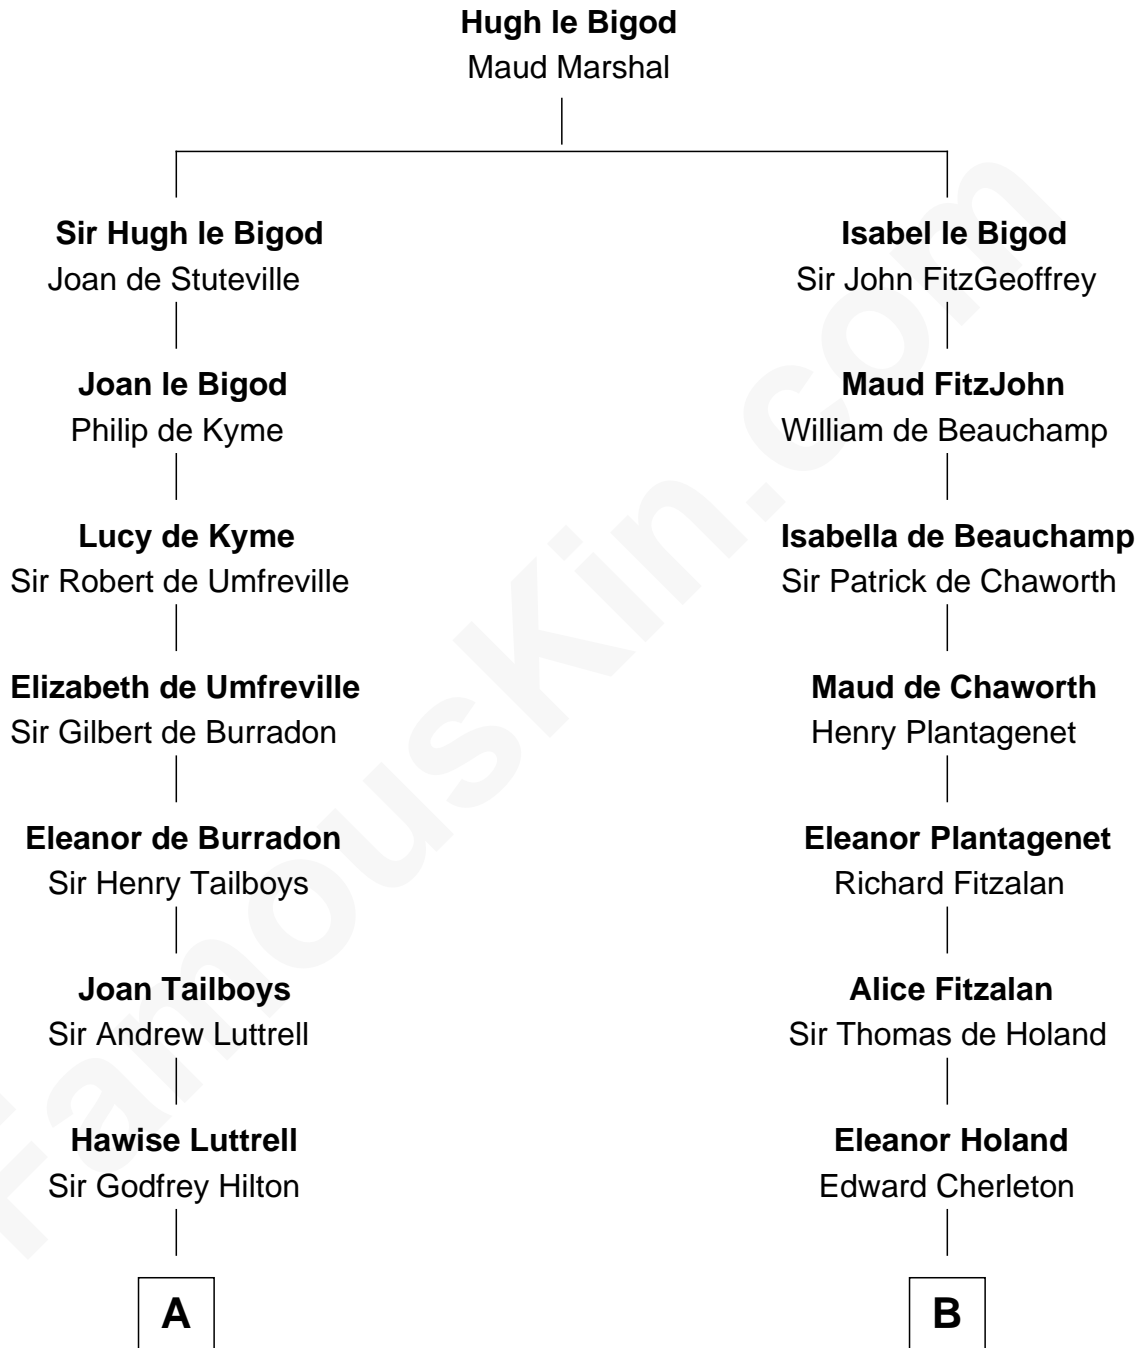 Hugh le Bigod
Maud Marshal
Sir Hugh le Bigod
Joan de Stuteville
Isabel le Bigod
Sir John FitzGeoffrey
Joan le Bigod
Philip de Kyme
Maud FitzJohn
William de Beauchamp
Lucy de Kyme
Sir Robert de Umfreville
Isabella de Beauchamp
Sir Patrick de Chaworth
Elizabeth de Umfreville
Sir Gilbert de Burradon
Maud de Chaworth
Henry Plantagenet
Eleanor de Burradon
Sir Henry Tailboys
Eleanor Plantagenet
Richard Fitzalan
Joan Tailboys
Sir Andrew Luttrell
Alice Fitzalan
Sir Thomas de Holand
Hawise Luttrell
Sir Godfrey Hilton
Eleanor Holand
Edward Cherleton
A
B
FamousKin.com